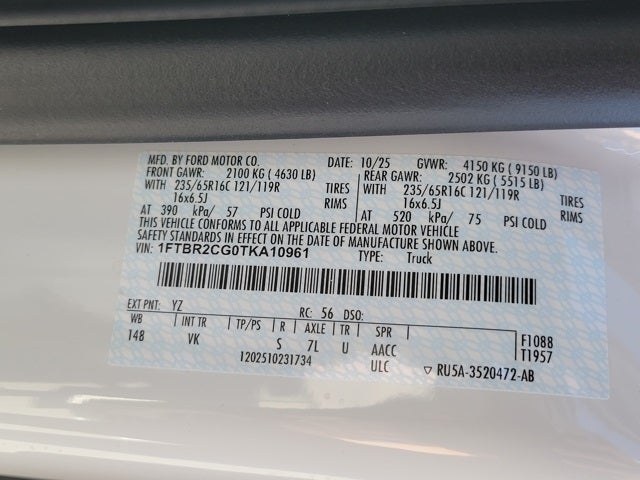 MFD. BY FORD MOTOR CO. DATE: 10/25 GVWR: 4150 KG ( 9150 LB)
FRONT GAWR: 2100 KG ( 4630 LB) REAR GAWR: 2502 KG ( 5515 LB)
WITH 235/65R16C 121/119R TIRES WITH 235/65R16C 121/119R TIRES
16x6.5J RIMS 16x6.5J RIMS
AT 390 kPa/ 57 PSI COLD AT 520 kPa/ 75 PSI COLD
THIS VEHICLE CONFORMS TO ALL APPLICABLE FEDERAL MOTOR VEHICLE
SAFETY STANDARDS IN EFFECT ON THE DATE OF MANUFACTURE SHOWN ABOVE
VIN: 1FTBR2CG0TKA10961 TYPE: Truck
EXT PNT: YZ RC: 56 DSO:
WB INT TR TP/PS R AXLE TR SPR F1088
148 VK S 7L U AACC T1957
1202510231734 ULC ▽ RU5A-3520472-AB